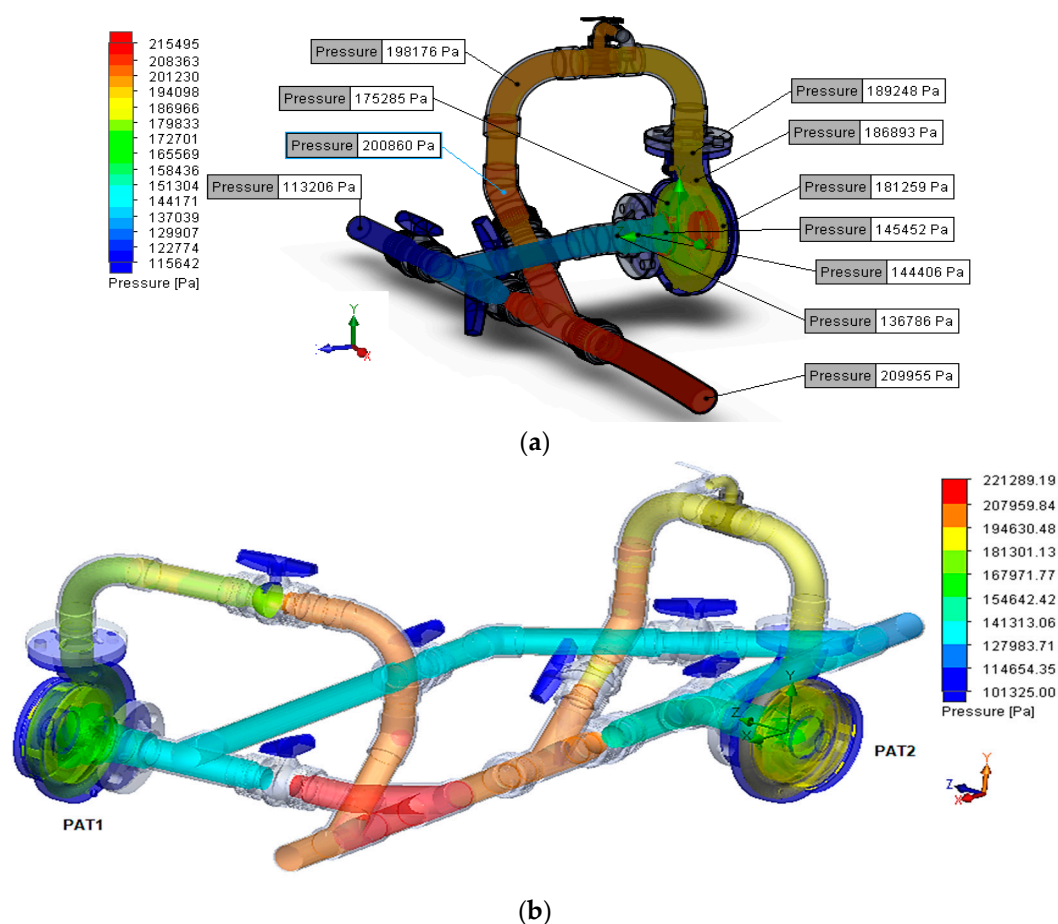 215495
208363
201230
194098
186966
179833
172701
165569
158436
151304
144171
137039
129907
122774
115642
Pressure [Pa]
Pressure 198176 Pa
Pressure 175285 Pa
Pressure 200860 Pa
Pressure 113206 Pa
Pressure 189248 Pa
Pressure 186893 Pa
Pressure 181259 Pa
Pressure 145452 Pa
Pressure 144406 Pa
Pressure 136786 Pa
Pressure 209955 Pa
Y
Y
X
(a)
221289.19
207959.84
194630.48
181301.13
167971.77
154642.42
141313.06
127983.71
114654.35
101325.00
Pressure [Pa]
Y
Z
X
PAT2
Y
Z
X
PAT1
(b)